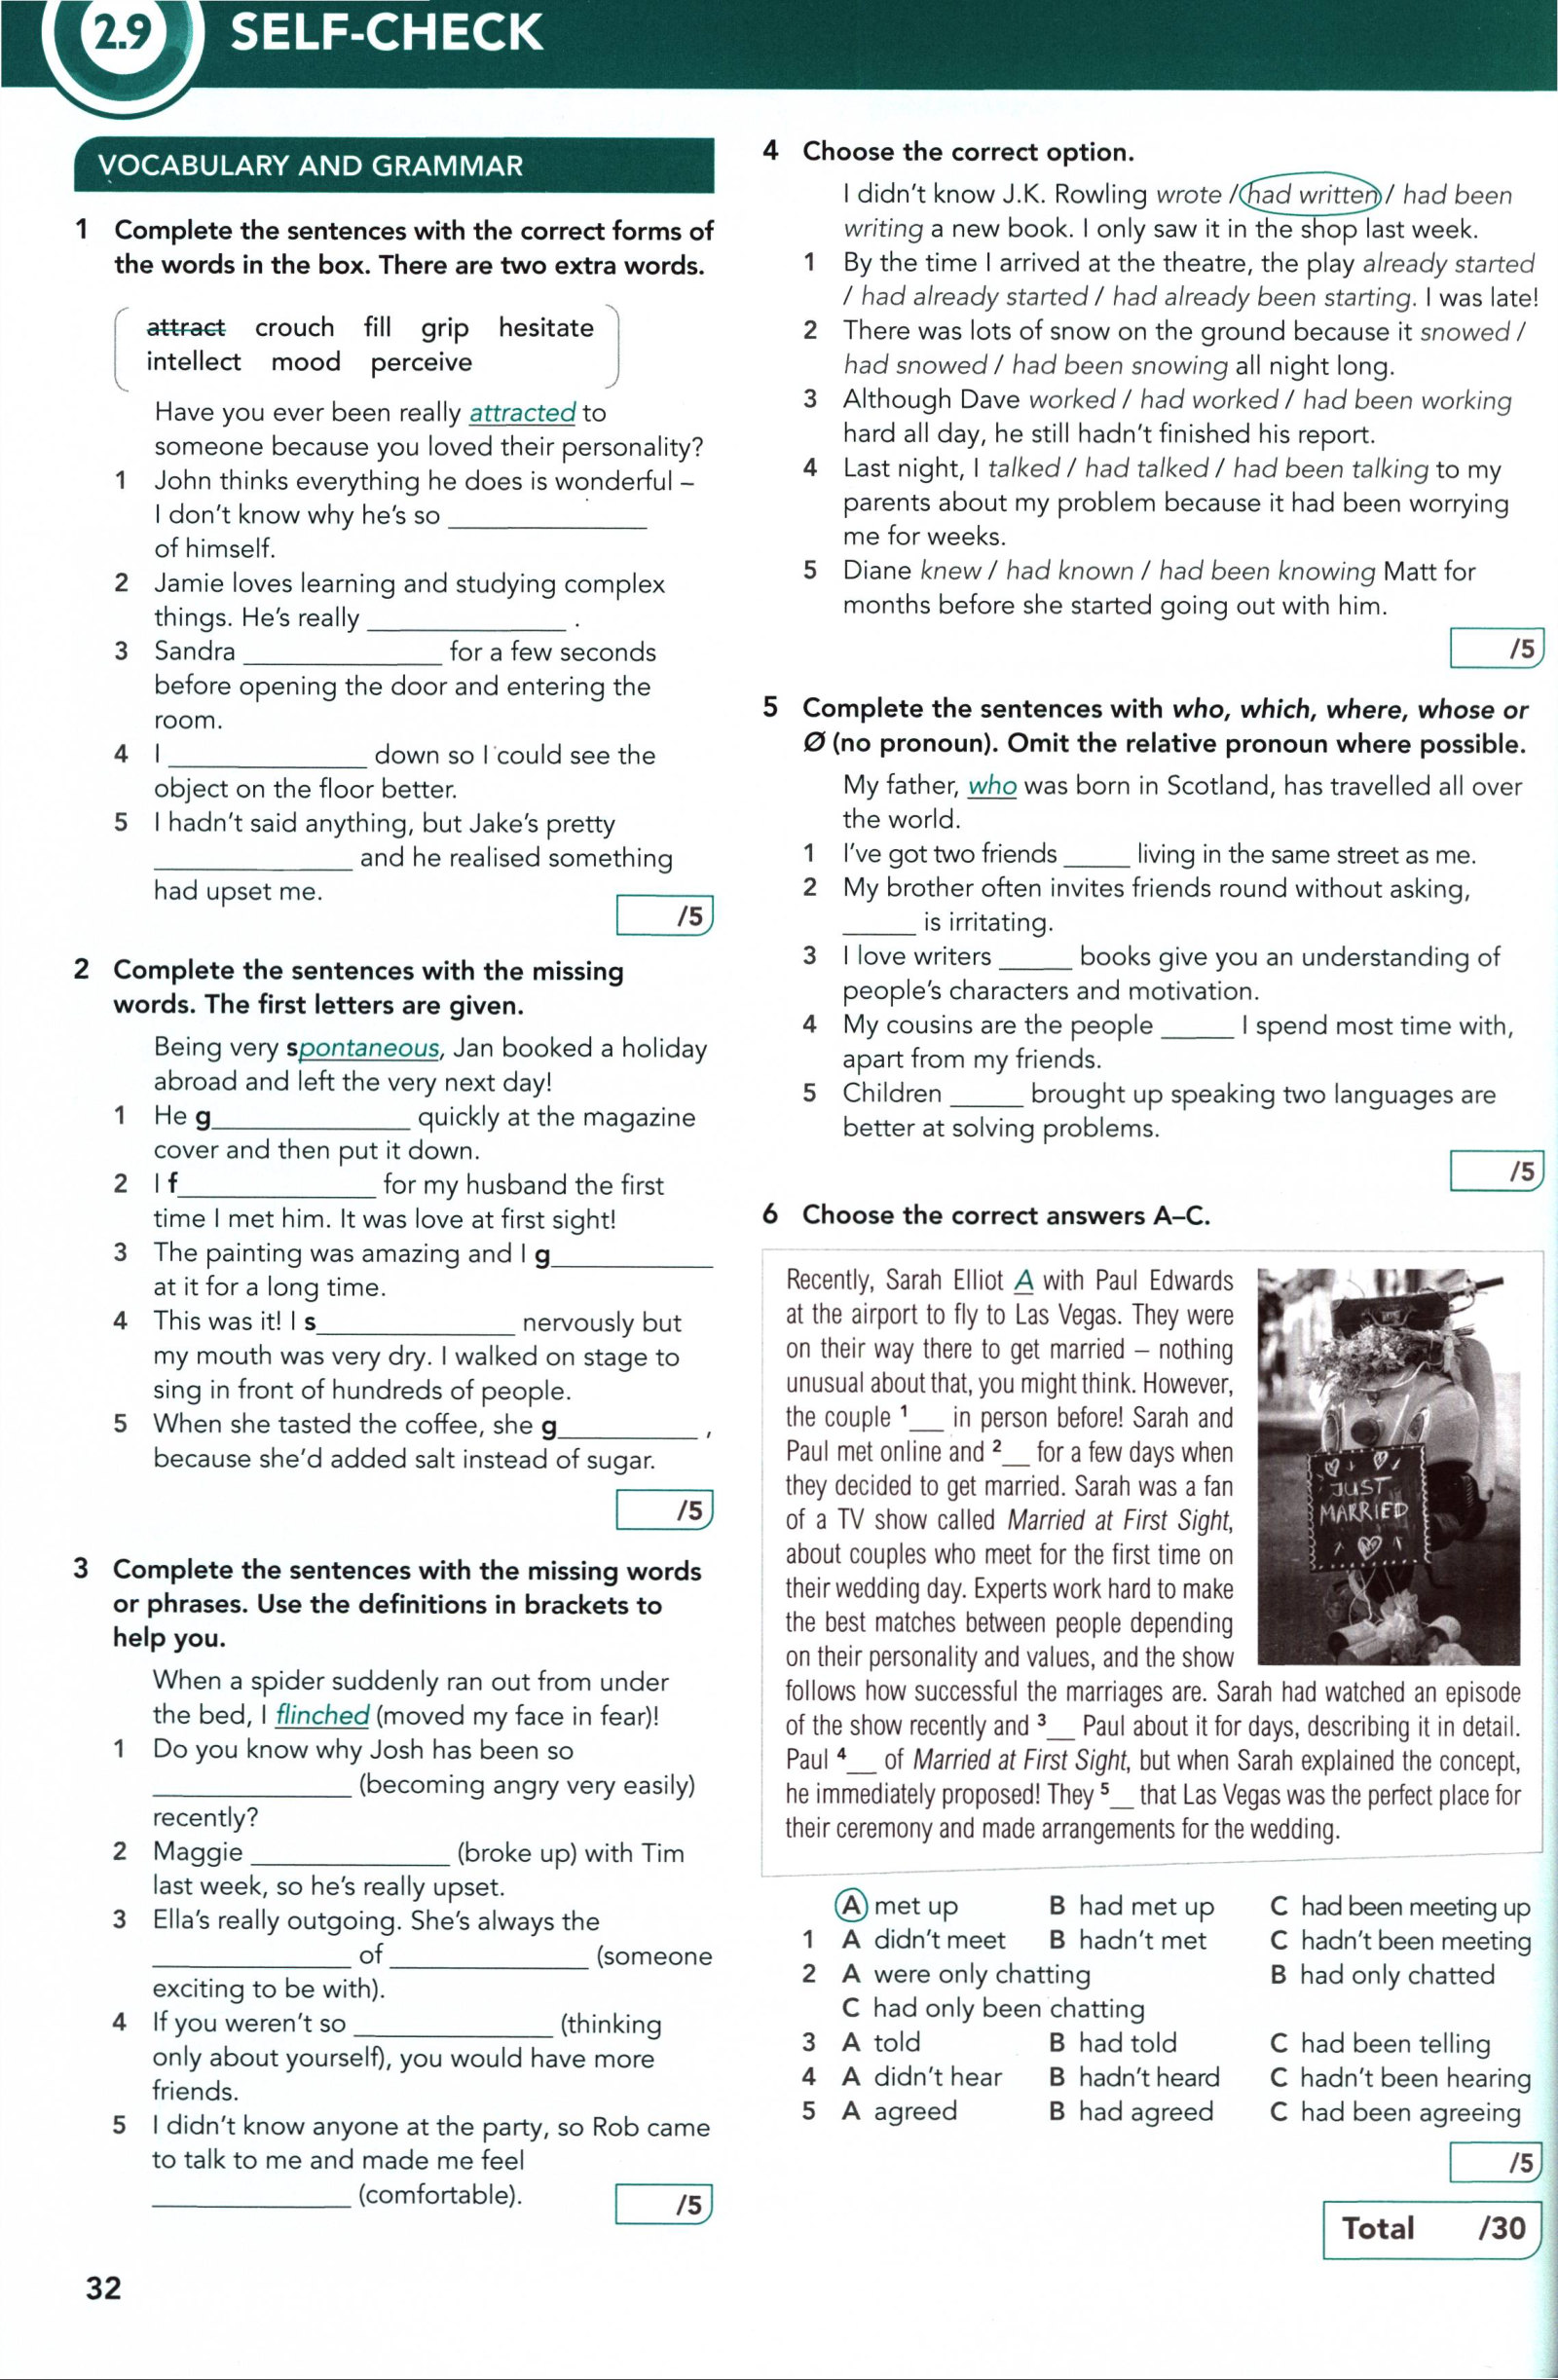 2.9 SELF-CHECK
VOCABULARY AND GRAMMAR
1 Complete the sentences with the correct forms of
the words in the box. There are two extra words.
attract crouch fill grip hesitate
intellect mood perceive
Have you ever been really attracted to
someone because you loved their personality?
1 John thinks everything he does is wonderful –
I don't know why he's so ____________
of himself.
2 Jamie loves learning and studying complex
things. He's really ____________ .
3 Sandra ____________ for a few seconds
before opening the door and entering the
room.
4 I ____________ down so I could see the
object on the floor better.
5 I hadn't said anything, but Jake's pretty
____________ and he realised something
had upset me.
/5
2 Complete the sentences with the missing
words. The first letters are given.
Being very spontaneous, Jan booked a holiday
abroad and left the very next day!
1 He g____________ quickly at the magazine
cover and then put it down.
2 I f____________ for my husband the first
time I met him. It was love at first sight!
3 The painting was amazing and I g____________
at it for a long time.
4 This was it! I s____________ nervously but
my mouth was very dry. I walked on stage to
sing in front of hundreds of people.
5 When she tasted the coffee, she g____________ ,
because she'd added salt instead of sugar.
/5
3 Complete the sentences with the missing words
or phrases. Use the definitions in brackets to
help you.
When a spider suddenly ran out from under
the bed, I flinched (moved my face in fear)!
1 Do you know why Josh has been so
____________ (becoming angry very easily)
recently?
2 Maggie ____________ (broke up) with Tim
last week, so he's really upset.
3 Ella's really outgoing. She's always the
____________ of ____________ (someone
exciting to be with).
4 If you weren't so ____________ (thinking
only about yourself), you would have more
friends.
5 I didn't know anyone at the party, so Rob came
to talk to me and made me feel
____________ (comfortable).
/5
32
4 Choose the correct option.
I didn't know J.K. Rowling wrote / had written / had been
writing a new book. I only saw it in the shop last week.
1 By the time I arrived at the theatre, the play already started
/ had already started / had already been starting. I was late!
2 There was lots of snow on the ground because it snowed /
had snowed / had been snowing all night long.
3 Although Dave worked / had worked / had been working
hard all day, he still hadn't finished his report.
4 Last night, I talked / had talked / had been talking to my
parents about my problem because it had been worrying
me for weeks.
5 Diane knew / had known / had been knowing Matt for
months before she started going out with him.
/5
5 Complete the sentences with who, which, where, whose or
Ø (no pronoun). Omit the relative pronoun where possible.
My father, who was born in Scotland, has travelled all over
the world.
1 I've got two friends ____ living in the same street as me.
2 My brother often invites friends round without asking,
____ is irritating.
3 I love writers ____ books give you an understanding of
people's characters and motivation.
4 My cousins are the people ____ I spend most time with,
apart from my friends.
5 Children ____ brought up speaking two languages are
better at solving problems.
/5
6 Choose the correct answers A–C.
Recently, Sarah Elliot A with Paul Edwards
at the airport to fly to Las Vegas. They were
on their way there to get married – nothing
unusual about that, you might think. However,
the couple ¹__ in person before! Sarah and
Paul met online and ²__ for a few days when
they decided to get married. Sarah was a fan
of a TV show called Married at First Sight,
about couples who meet for the first time on
their wedding day. Experts work hard to make
the best matches between people depending
on their personality and values, and the show
follows how successful the marriages are. Sarah had watched an episode
of the show recently and ³__ Paul about it for days, describing it in detail.
Paul ⁴__ of Married at First Sight, but when Sarah explained the concept,
he immediately proposed! They ⁵__ that Las Vegas was the perfect place for
their ceremony and made arrangements for the wedding.
JUST
MARRIED
A met up B had met up C had been meeting up
1 A didn't meet B hadn't met C hadn't been meeting
2 A were only chatting B had only chatted
C had only been chatting
3 A told B had told C had been telling
4 A didn't hear B hadn't heard C hadn't been hearing
5 A agreed B had agreed C had been agreeing
/5
Total /30